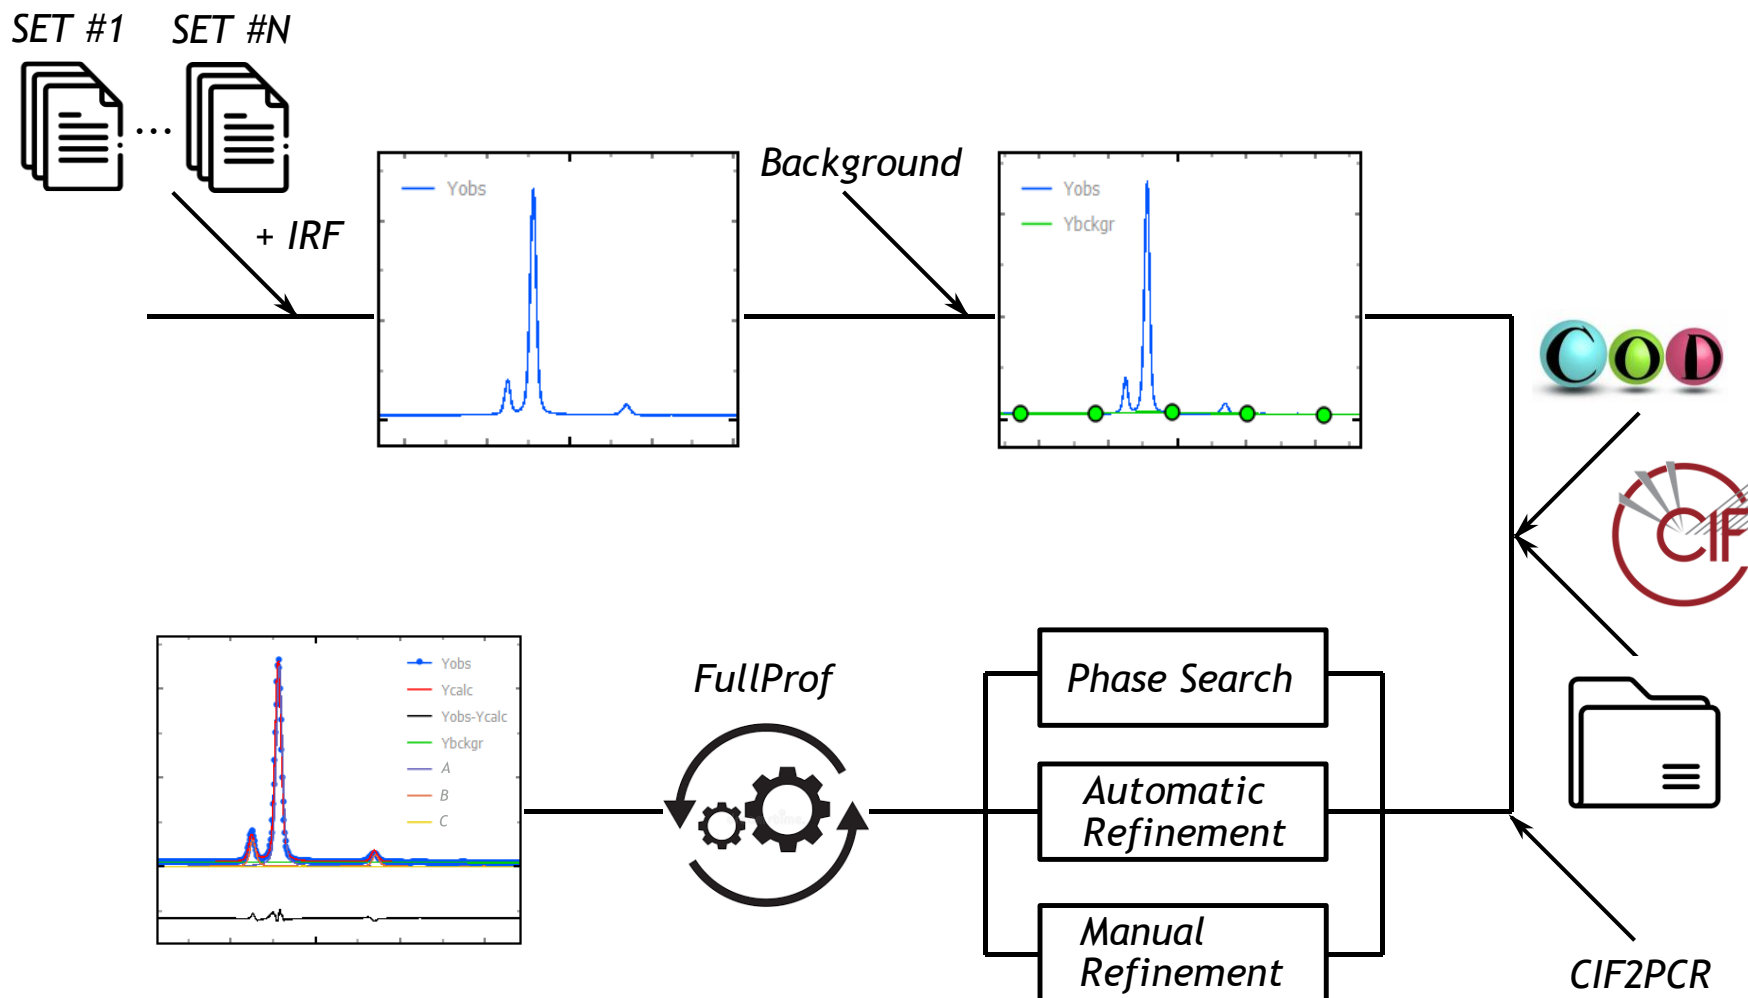 SET #1 SET #N
...
+ IRF
Yobs
Background
Yobs
Ybckgr
COD
CIF
Yobs
Ycalc
Yobs-Ycalc
Ybckgr
A
B
C
FullProf
Phase Search
Automatic
Refinement
Manual
Refinement
CIF2PCR